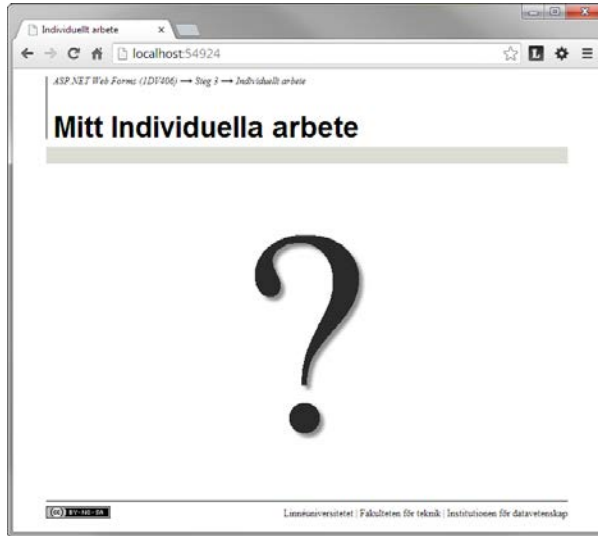 Individuellt arbete
localhost:54924
ASP.NET Web Forms (1DV406) → Steg 3 → Individuellt arbete
Mitt Individuella arbete
?
(cc) BY-NC-SA
Linnéuniversitetet | Fakulteten för teknik | Institutionen för datavetenskap